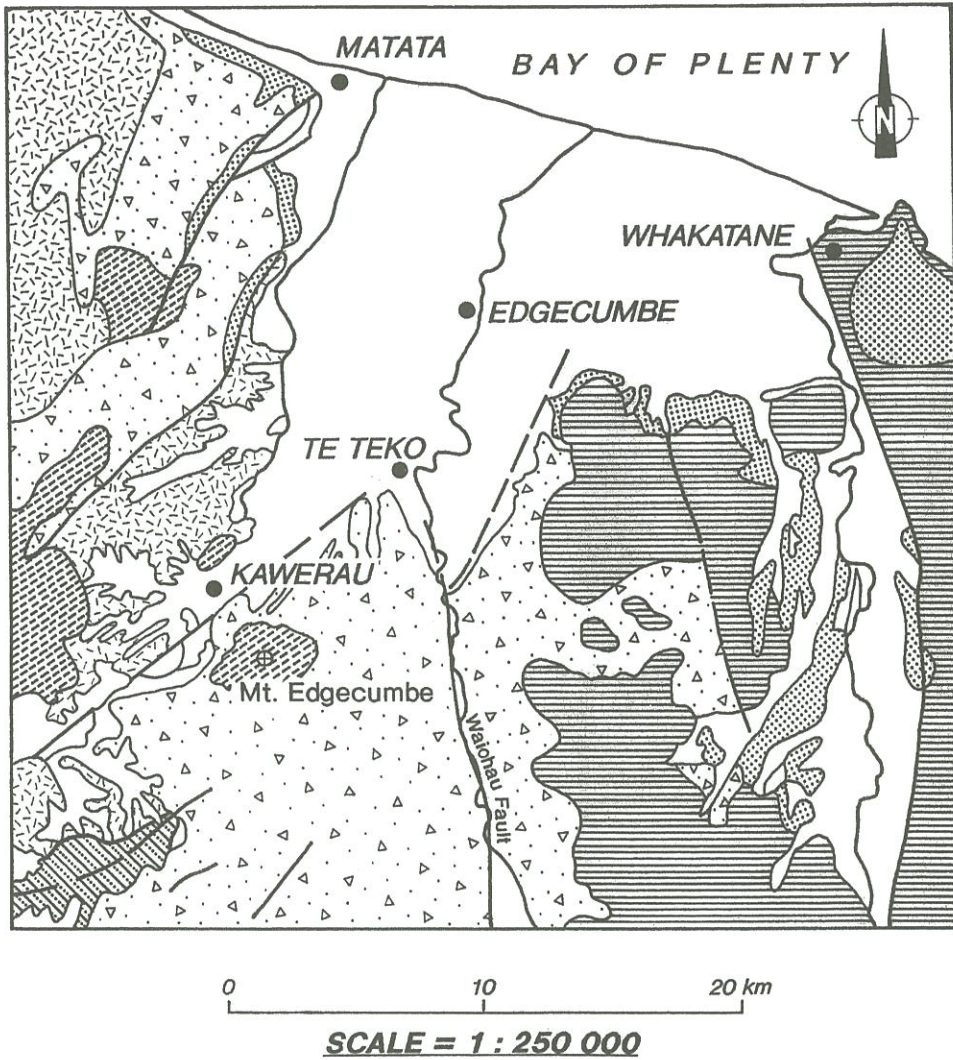 MATATA
BAY OF PLENTY
N
WHAKATANE
EDGECUMBE
TE TEKO
KAWERAU
Mt. Edgecumbe
Waiohau Fault
0 10 20 km
SCALE = 1 : 250 000